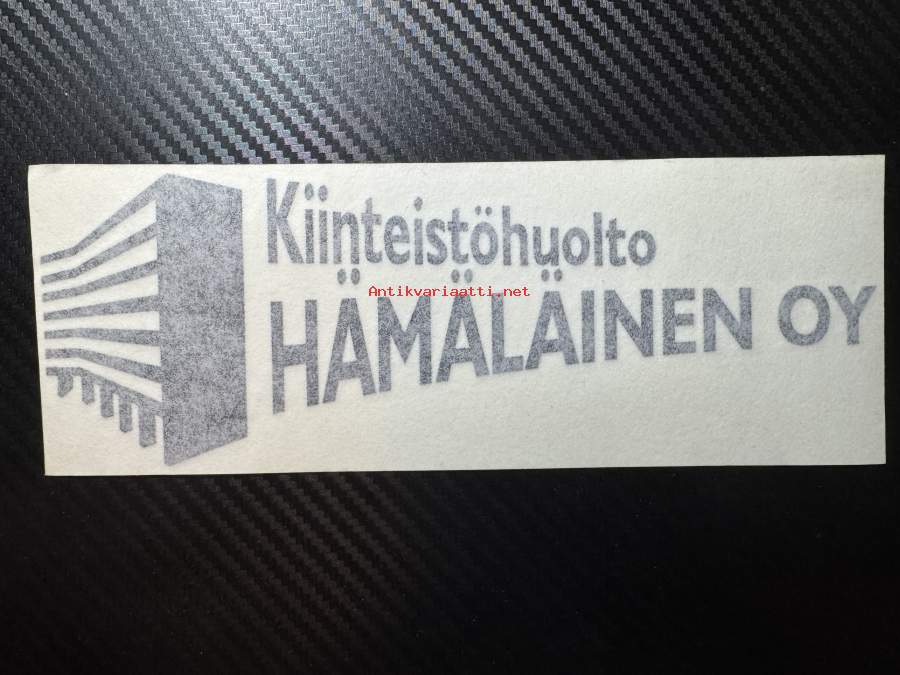 Kiinteistöhuolto
Antikvariaatti.net
HÄMÄLÄINEN OY